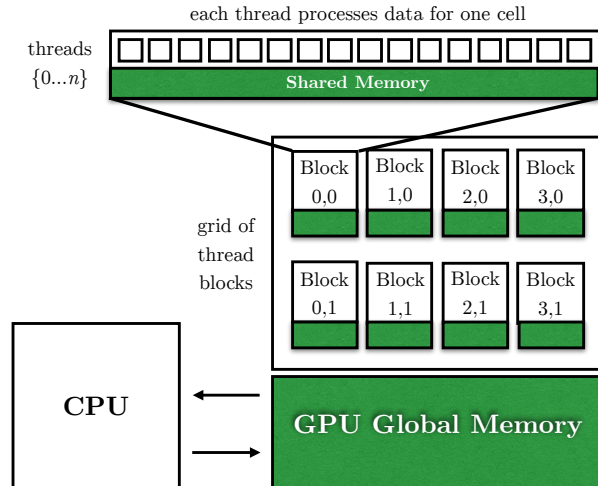 each thread processes data for one cell
threads
{0...n}
Shared Memory
Block
0,0
Block
1,0
Block
2,0
Block
3,0
grid of
thread
blocks
Block
0,1
Block
1,1
Block
2,1
Block
3,1
CPU
GPU Global Memory